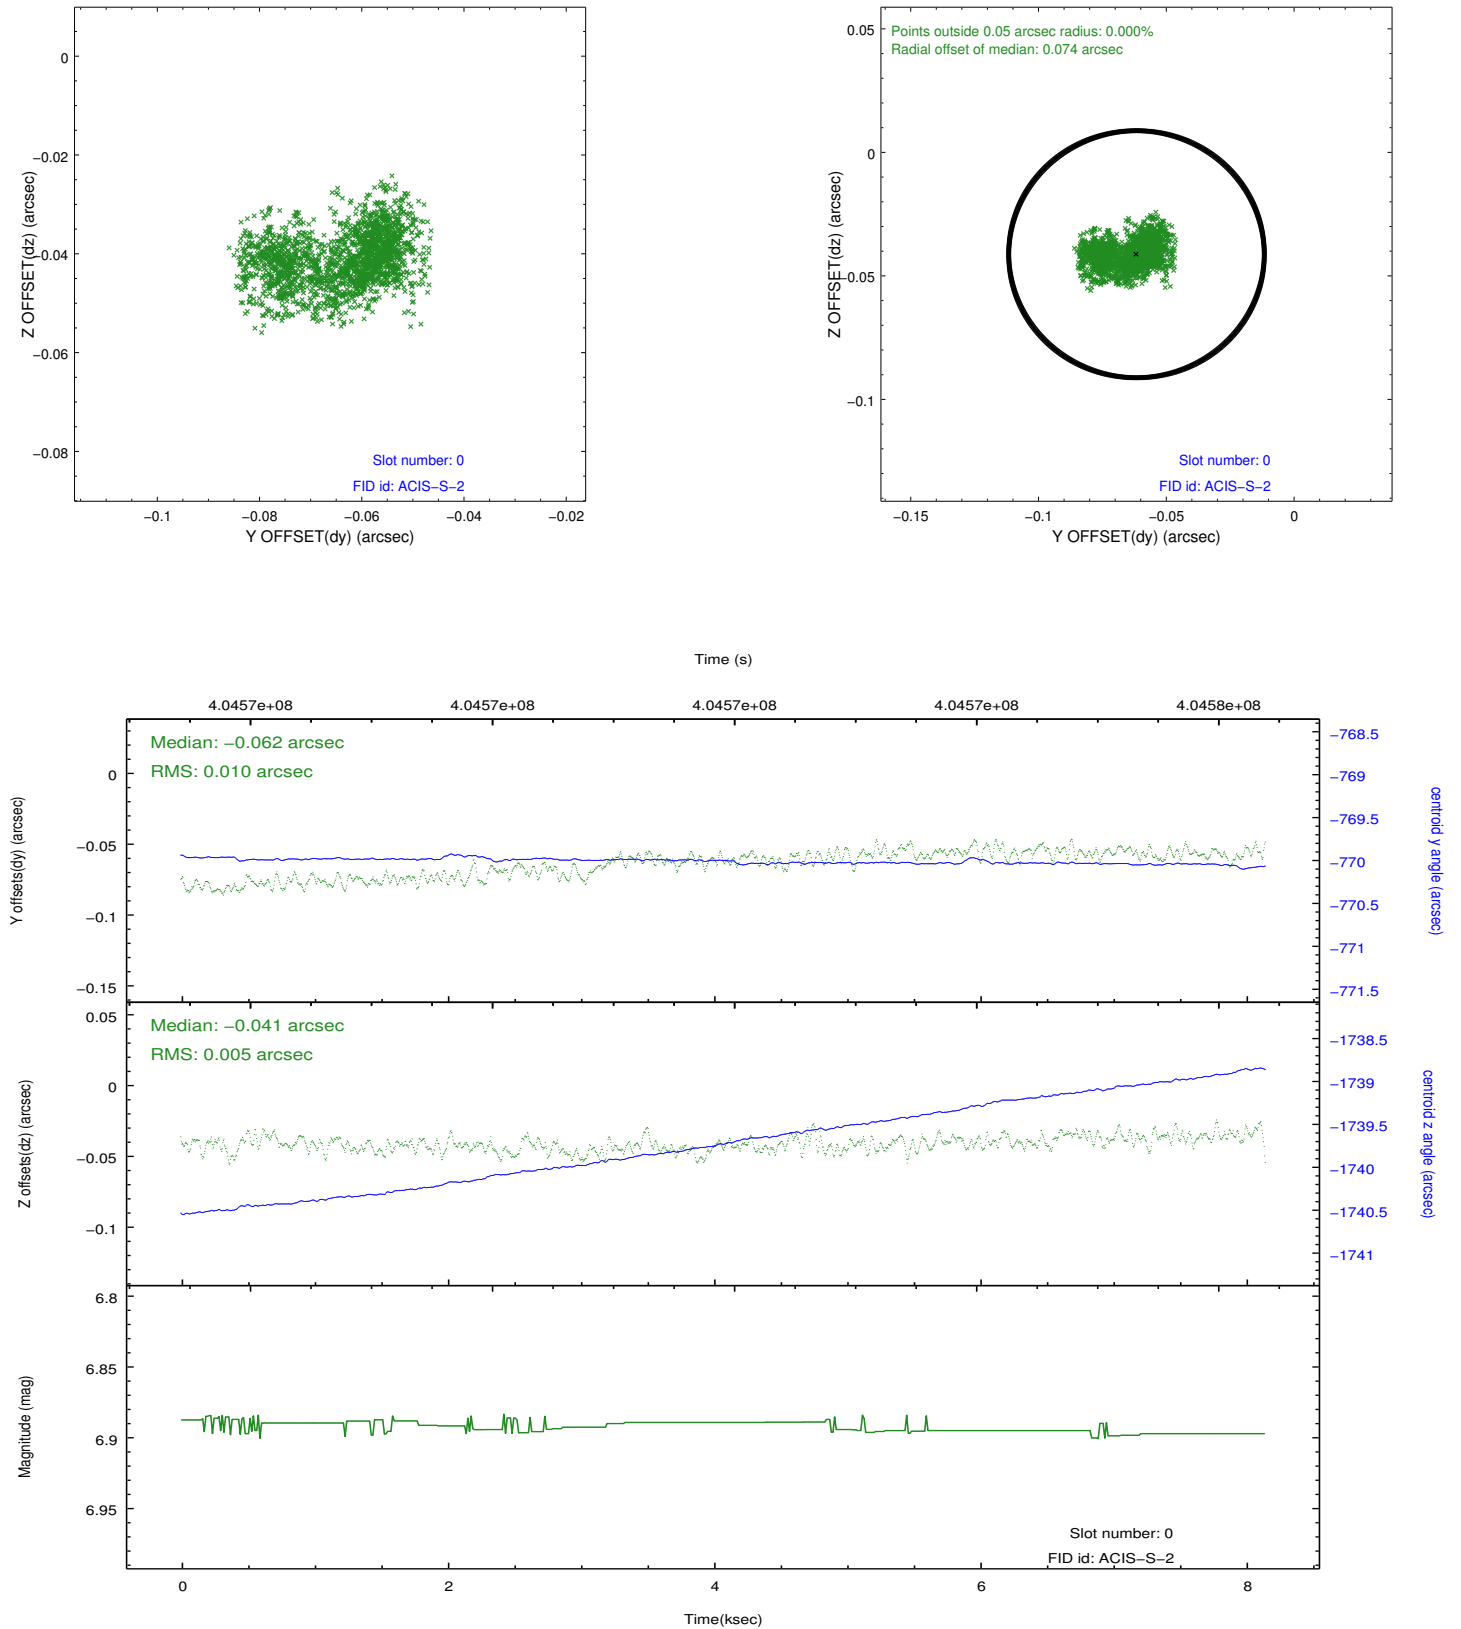 0
−0.02
−0.04
−0.06
−0.08
Z OFFSET(dz) (arcsec)
Slot number: 0
FID id: ACIS−S−2
−0.1
−0.08
−0.06
−0.04
−0.02
Y OFFSET(dy) (arcsec)
Points outside 0.05 arcsec radius: 0.000%
Radial offset of median: 0.074 arcsec
0.05
0
−0.05
−0.1
Z OFFSET(dz) (arcsec)
Slot number: 0
FID id: ACIS−S−2
−0.15
−0.1
−0.05
0
Y OFFSET(dy) (arcsec)
Time (s)
4.0457e+08
4.0457e+08
4.0457e+08
4.0457e+08
4.0458e+08
Median: −0.062 arcsec
RMS: 0.010 arcsec
0
−0.05
−0.1
−0.15
Y offsets(dy) (arcsec)
−768.5
−769
−769.5
−770
−770.5
−771
−771.5
centroid y angle (arcsec)
Median: −0.041 arcsec
RMS: 0.005 arcsec
0.05
0
−0.05
−0.1
Z offsets(dz) (arcsec)
−1738.5
−1739
−1739.5
−1740
−1740.5
−1741
centroid z angle (arcsec)
6.8
6.85
6.9
6.95
Magnitude (mag)
Slot number: 0
FID id: ACIS−S−2
0
2
4
6
8
Time(ksec)